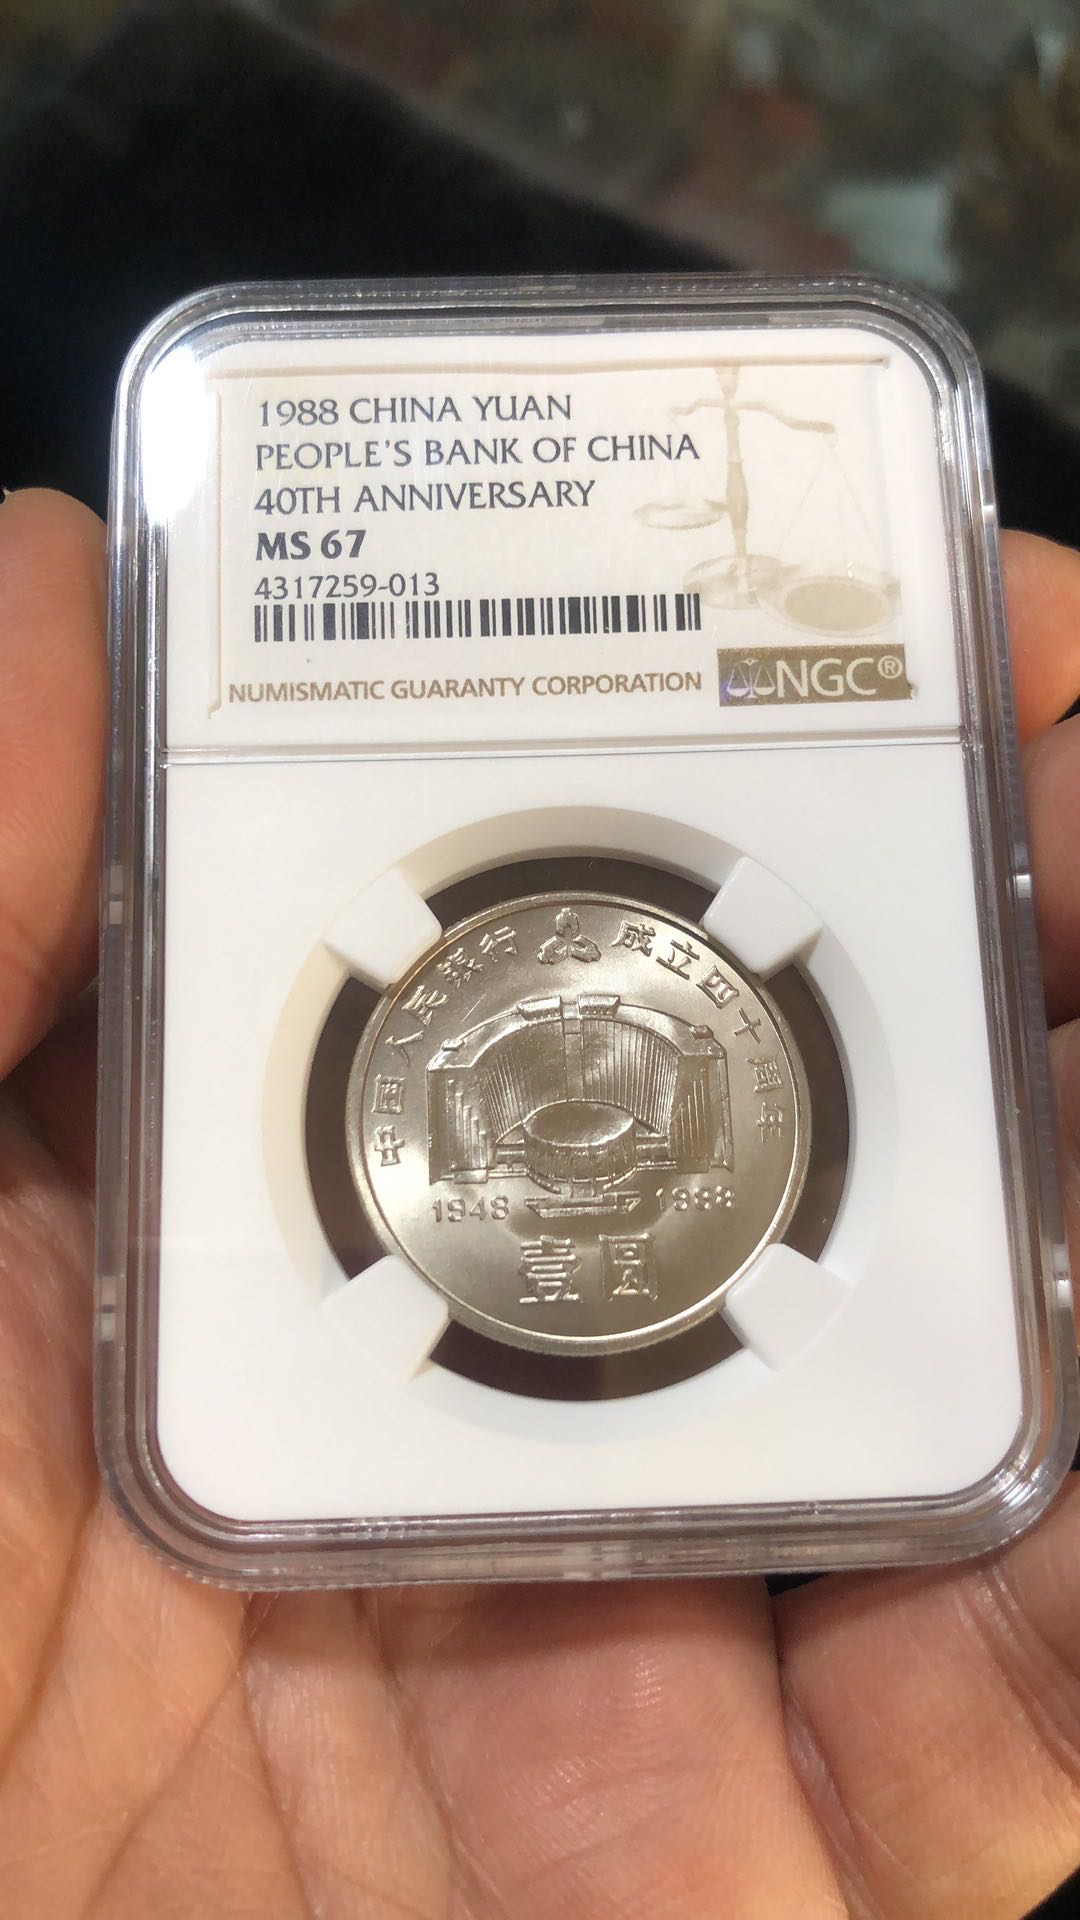 1988 CHINA YUAN
PEOPLE'S BANK OF CHINA
40TH ANNIVERSARY
MS 67
4317259-013
NUMISMATIC GUARANTY CORPORATION
NGC®
中国人民银行 成立四十周年
1948 1988
壹圆